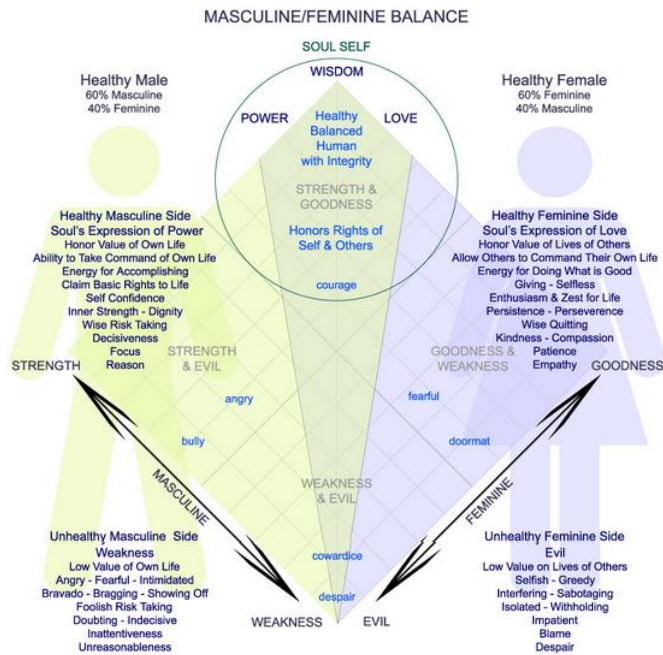 MASCULINE/FEMININE BALANCE
SOUL SELF
WISDOM
Healthy Male
60% Masculine
40% Feminine
Healthy Female
60% Feminine
40% Masculine
POWER
LOVE
Healthy
Balanced
Human
with Integrity
STRENGTH &
GOODNESS
Honors Rights of
Self & Others
courage
Healthy Masculine Side
Soul's Expression of Power
Honor Value of Own Life
Ability to Take Command of Own Life
Energy for Accomplishing
Claim Basic Rights to Life
Self Confidence
Inner Strength - Dignity
Wise Risk Taking
Decisiveness
Focus
Reason
Healthy Feminine Side
Soul's Expression of Love
Honor Value of Lives of Others
Allow Others to Command Their Own Life
Energy for Doing What is Good
Giving - Selfless
Enthusiasm & Zest for Life
Persistence - Perseverence
Wise Quitting
Kindness - Compassion
Patience
Empathy
STRENGTH
STRENGTH
& EVIL
GOODNESS &
WEAKNESS
GOODNESS
angry
fearful
bully
doormat
MASCULINE
WEAKNESS
& EVIL
FEMININE
Unhealthy Masculine Side
Weakness
Low Value of Own Life
Angry - Fearful - Intimidated
Bravado - Bragging - Showing Off
Foolish Risk Taking
Doubting - Indecisive
Inattentiveness
Unreasonableness
cowardice
despair
WEAKNESS
EVIL
Unhealthy Feminine Side
Evil
Low Value on Lives of Others
Selfish - Greedy
Interfering - Sabotaging
Isolated - Withholding
Impatient
Blame
Despair